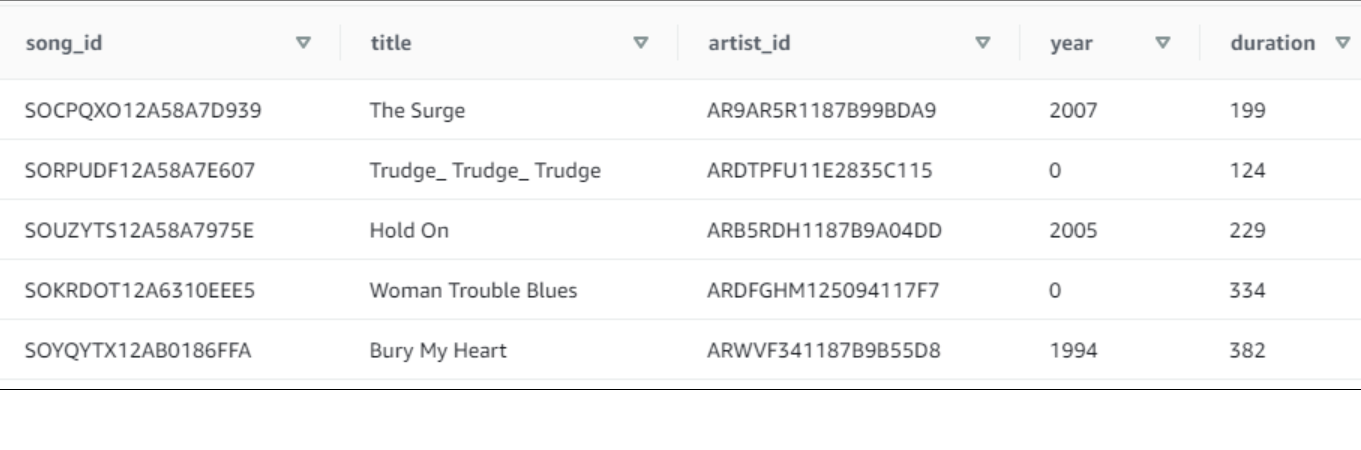 song_id title artist_id year duration
SOCPQXO12A58A7D939 The Surge AR9AR5R1187B99BDA9 2007 199
SORPUDF12A58A7E607 Trudge_ Trudge_ Trudge ARDTPFU11E2835C115 0 124
SOUZYTS12A58A7975E Hold On ARB5RDH1187B9A04DD 2005 229
SOKRDOT12A6310EEE5 Woman Trouble Blues ARDFGHM125094117F7 0 334
SOYQYTX12AB0186FFA Bury My Heart ARWVF341187B9B55D8 1994 382